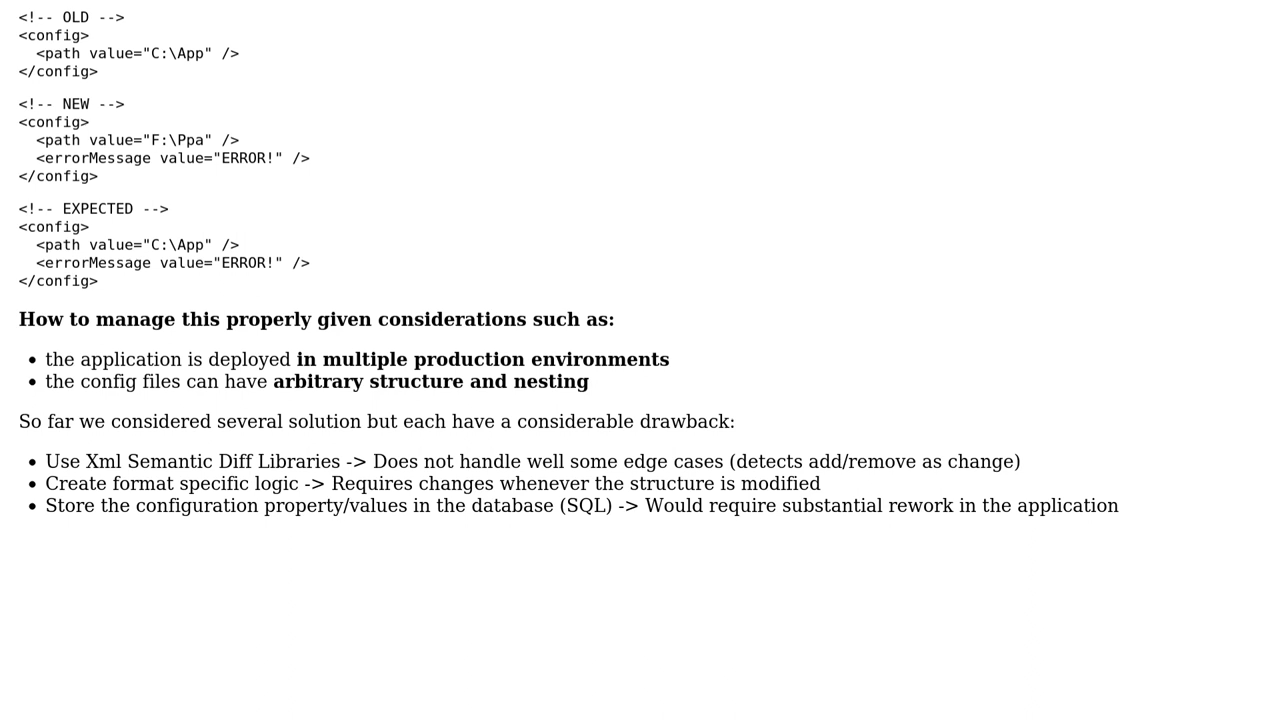 <!-- OLD -->
<config>
  <path value="C:\App" />
</config>

<!-- NEW -->
<config>
  <path value="F:\Ppa" />
  <errorMessage value="ERROR!" />
</config>

<!-- EXPECTED -->
<config>
  <path value="C:\App" />
  <errorMessage value="ERROR!" />
</config>

How to manage this properly given considerations such as:
• the application is deployed in multiple production environments
• the config files can have arbitrary structure and nesting
So far we considered several solution but each have a considerable drawback:
• Use Xml Semantic Diff Libraries -> Does not handle well some edge cases (detects add/remove as change)
• Create format specific logic -> Requires changes whenever the structure is modified
• Store the configuration property/values in the database (SQL) -> Would require substantial rework in the application